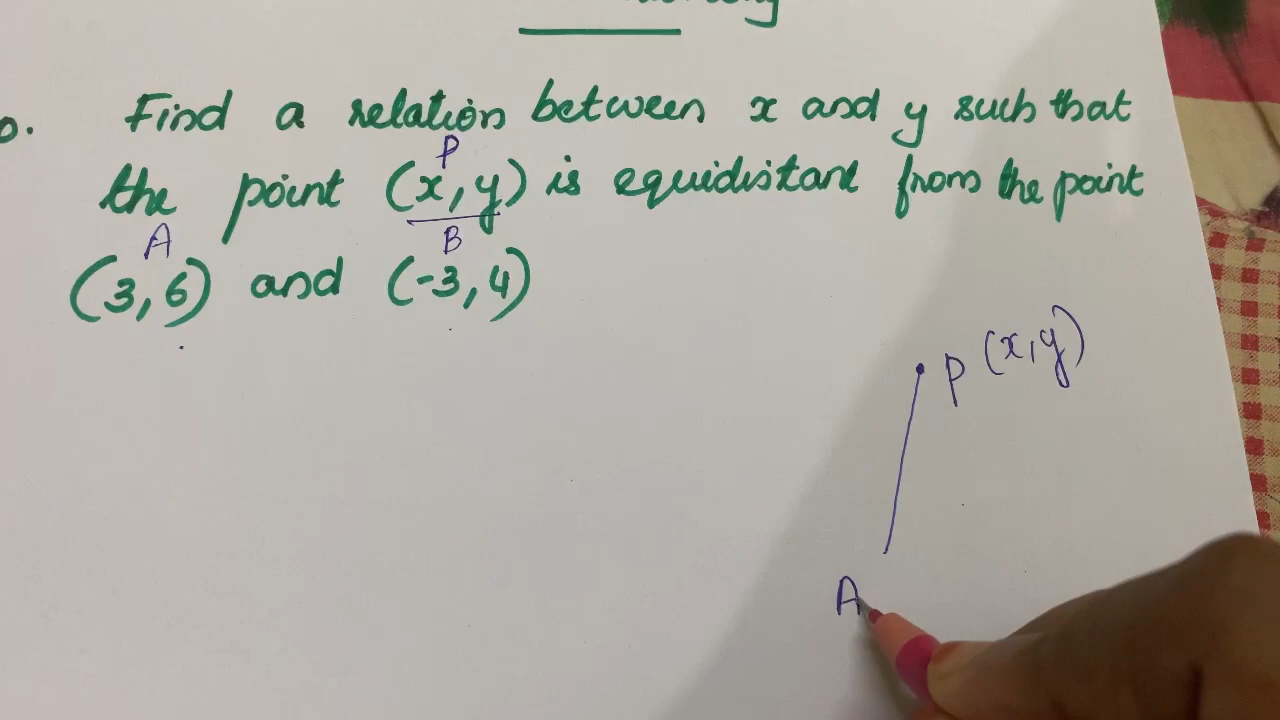 Find a relation between x and y such that
P
the point (x,y) is equidistant from the point
A B
(3,6) and (-3,4)
P (x,y)
A